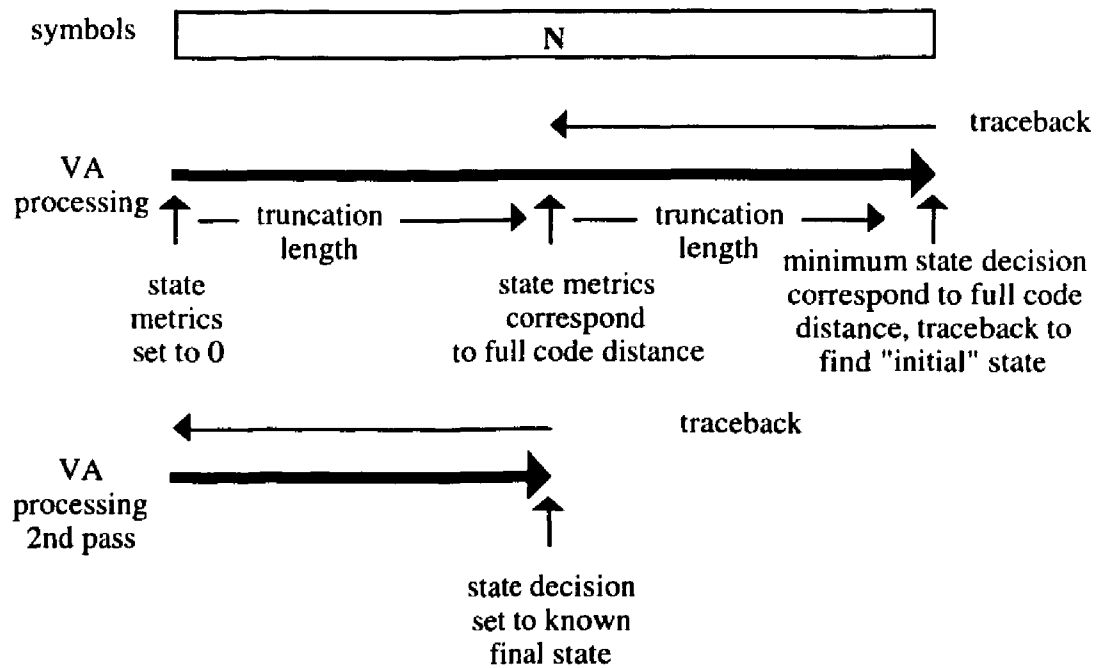 symbols
N
traceback
VA
processing
truncation
length
truncation
length
state
metrics
set to 0
state metrics
correspond
to full code distance
minimum state decision
correspond to full code
distance, traceback to
find "initial" state
traceback
VA
processing
2nd pass
state decision
set to known
final state